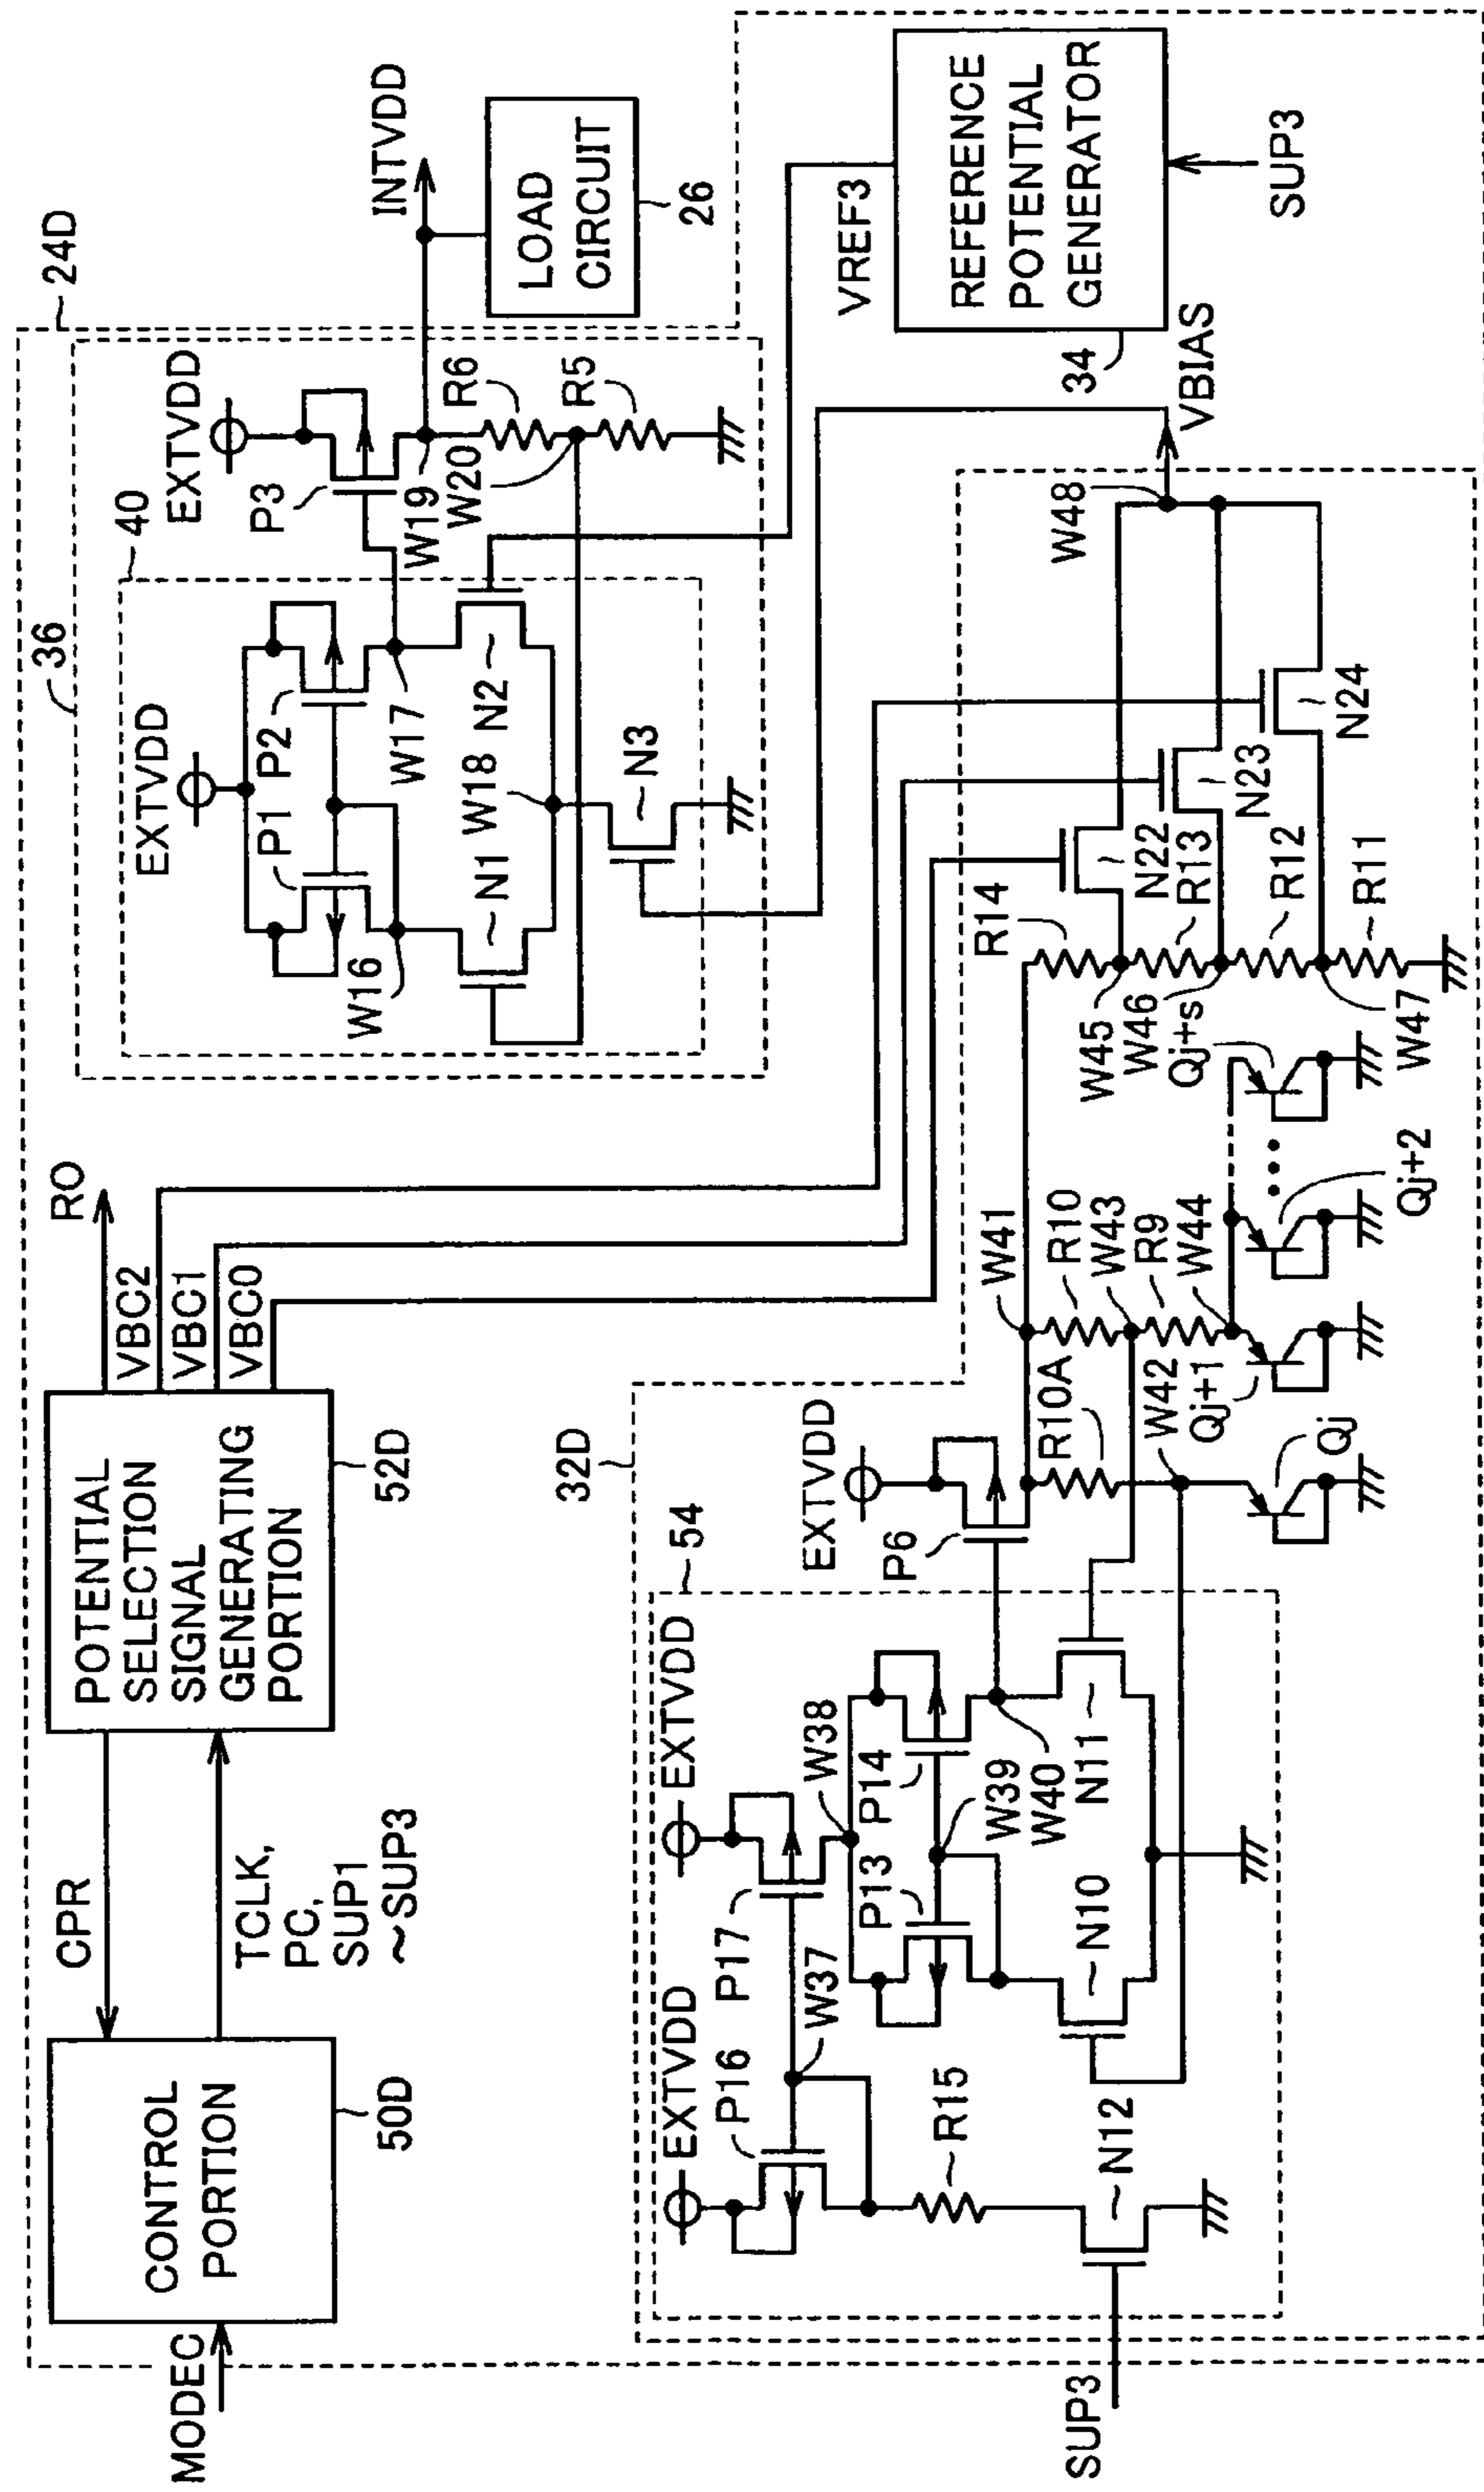 24D
36
EXTVDD
40
EXTVDD
P1
P2
P3
W16
W17
W18
W19
W20
N1
N2
N3
R6
R5
INTVDD
LOAD
CIRCUIT
26
VREF3
REFERENCE
POTENTIAL
GENERATOR
34
SUP3
VBIAS
MODEC
CONTROL
PORTION
50D
CPR
TCLK,
PC,
SUP1
~SUP3
POTENTIAL
SELECTION
SIGNAL
GENERATING
PORTION
52D
RO
VBC2
VBC1
VBC0
32D
54
EXTVDD
EXTVDD
EXTVDD
P16
P17
W37
W38
P13
P14
W39
W40
N10
N11
R15
N12
SUP3
P6
W41
R10A
R10
W43
R9
W44
W42
Qj
Qj+1
Qj+2
Qj+s
R14
W45
W46
W47
N22
R13
R12
R11
N23
N24
W48